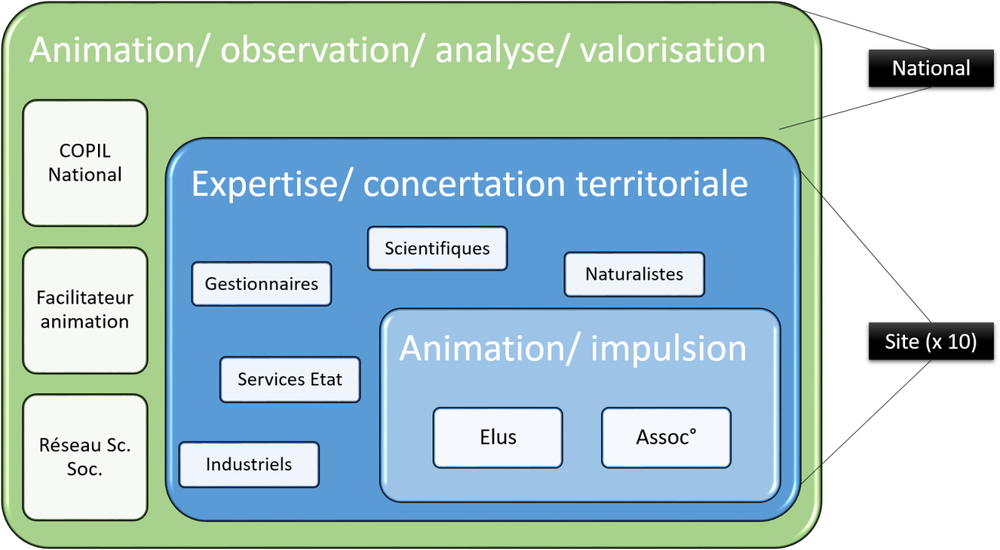 Animation/ observation/ analyse/ valorisation
National
COPIL
National
Expertise/ concertation territoriale
Scientifiques
Naturalistes
Gestionnaires
Facilitateur
animation
Animation/ impulsion
Site (x 10)
Services Etat
Elus
Assoc°
Réseau Sc.
Soc.
Industriels